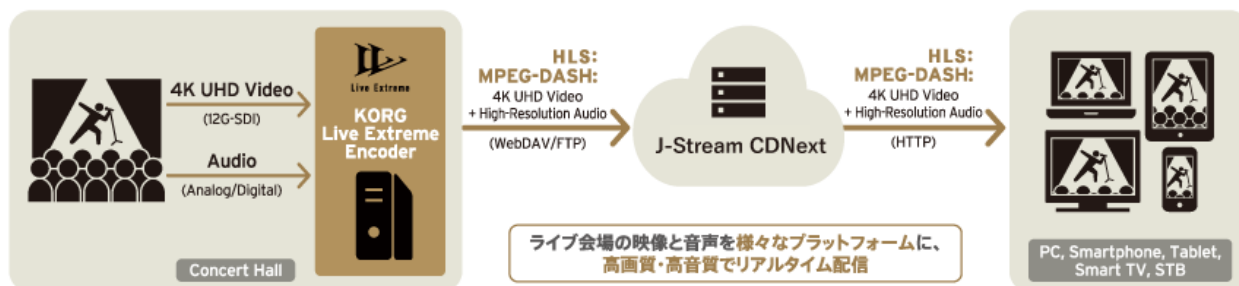 4K UHD Video
(12G-SDI)
Audio
(Analog/Digital)
Concert Hall
Live Extreme
KORG
Live Extreme
Encoder
HLS:
MPEG-DASH:
4K UHD Video
+ High-Resolution Audio
(WebDAV/FTP)
J-Stream CDNext
HLS:
MPEG-DASH:
4K UHD Video
+ High-Resolution Audio
(HTTP)
PC, Smartphone, Tablet,
Smart TV, STB
ライブ会場の映像と音声を様々なプラットフォームに、
高画質・高音質でリアルタイム配信